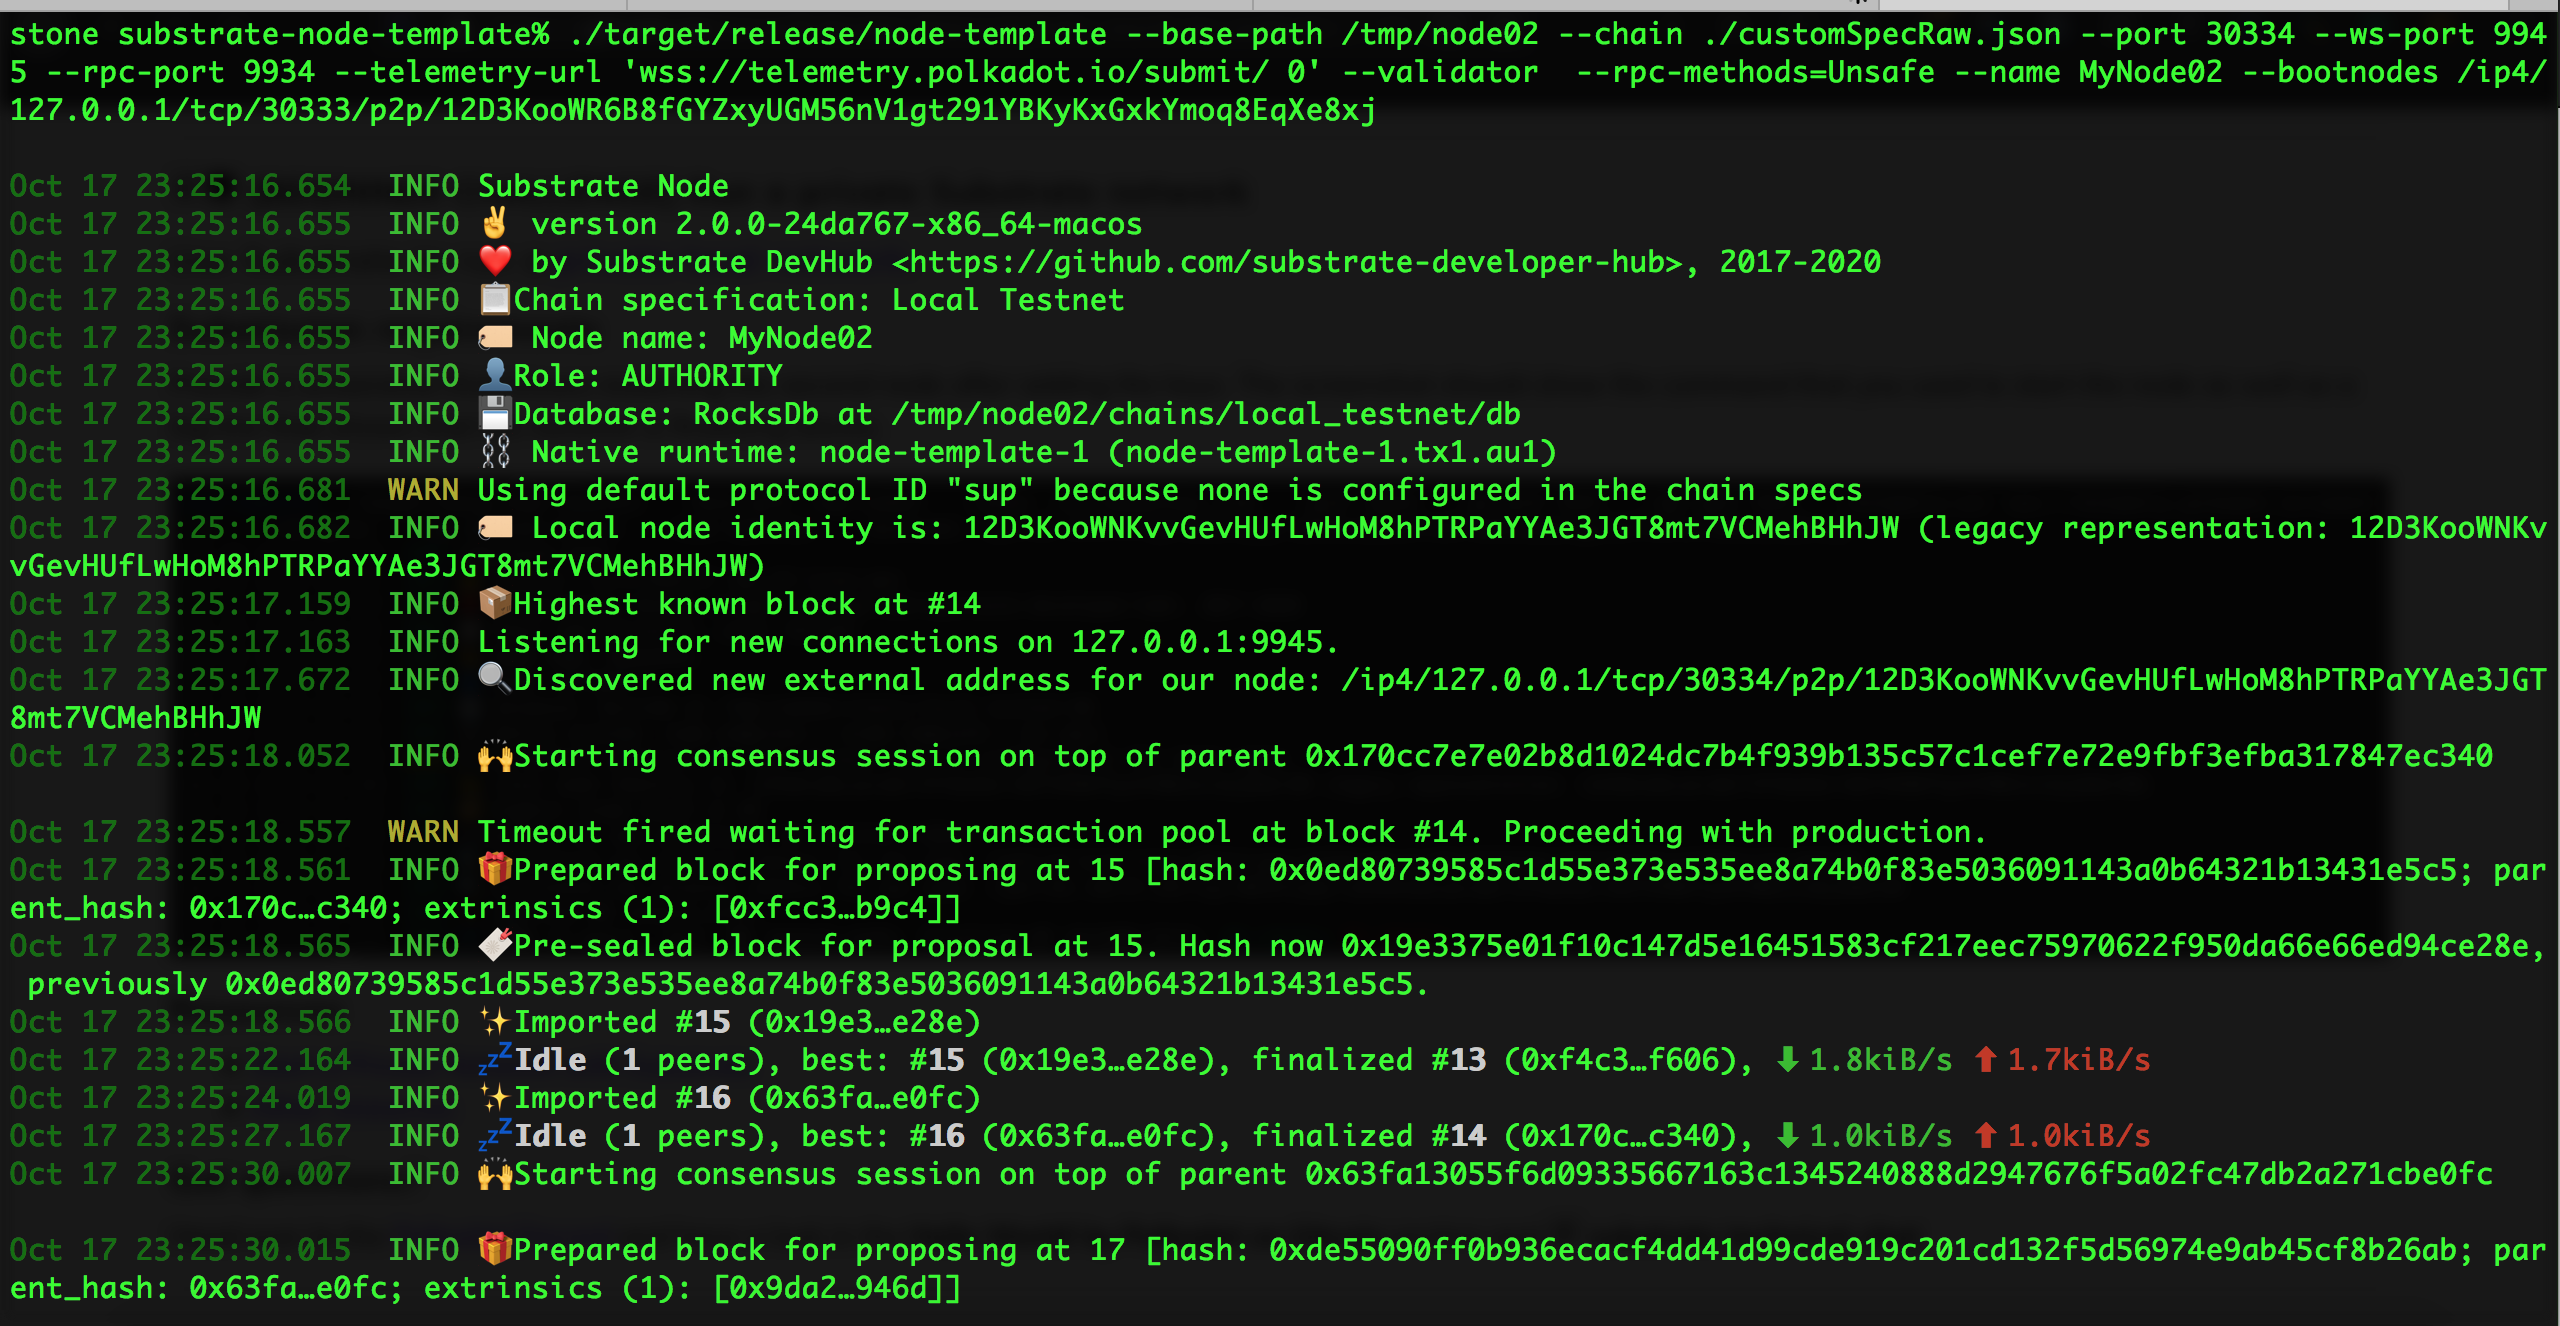 stone substrate-node-template% ./target/release/node-template --base-path /tmp/node02 --chain ./customSpecRaw.json --port 30334 --ws-port 994
5 --rpc-port 9934 --telemetry-url 'wss://telemetry.polkadot.io/submit/ 0' --validator  --rpc-methods=Unsafe --name MyNode02 --bootnodes /ip4/
127.0.0.1/tcp/30333/p2p/12D3KooWR6B8fGYZxyUGM56nV1gt291YBKyKxGxkYmoq8EqXe8xj
Oct 17 23:25:16.654  INFO Substrate Node
Oct 17 23:25:16.655  INFO ✌️  version 2.0.0-24da767-x86_64-macos
Oct 17 23:25:16.655  INFO ❤️  by Substrate DevHub <https://github.com/substrate-developer-hub>, 2017-2020
Oct 17 23:25:16.655  INFO 📋Chain specification: Local Testnet
Oct 17 23:25:16.655  INFO 🏷  Node name: MyNode02
Oct 17 23:25:16.655  INFO 👤Role: AUTHORITY
Oct 17 23:25:16.655  INFO 💾Database: RocksDb at /tmp/node02/chains/local_testnet/db
Oct 17 23:25:16.655  INFO ⛓  Native runtime: node-template-1 (node-template-1.tx1.au1)
Oct 17 23:25:16.681  WARN Using default protocol ID "sup" because none is configured in the chain specs
Oct 17 23:25:16.682  INFO 🏷  Local node identity is: 12D3KooWNKvvGevHUfLwHoM8hPTRPaYYAe3JGT8mt7VCMehBHhJW (legacy representation: 12D3KooWNKv
vGevHUfLwHoM8hPTRPaYYAe3JGT8mt7VCMehBHhJW)
Oct 17 23:25:17.159  INFO 📦Highest known block at #14
Oct 17 23:25:17.163  INFO Listening for new connections on 127.0.0.1:9945.
Oct 17 23:25:17.672  INFO 🔍Discovered new external address for our node: /ip4/127.0.0.1/tcp/30334/p2p/12D3KooWNKvvGevHUfLwHoM8hPTRPaYYAe3JGT
8mt7VCMehBHhJW
Oct 17 23:25:18.052  INFO 🙌Starting consensus session on top of parent 0x170cc7e7e02b8d1024dc7b4f939b135c57c1cef7e72e9fbf3efba317847ec340
Oct 17 23:25:18.557  WARN Timeout fired waiting for transaction pool at block #14. Proceeding with production.
Oct 17 23:25:18.561  INFO 🎁Prepared block for proposing at 15 [hash: 0x0ed80739585c1d55e373e535ee8a74b0f83e5036091143a0b64321b13431e5c5; par
ent_hash: 0x170c…c340; extrinsics (1): [0xfcc3…b9c4]]
Oct 17 23:25:18.565  INFO 🔖Pre-sealed block for proposal at 15. Hash now 0x19e3375e01f10c147d5e16451583cf217eec75970622f950da66e66ed94ce28e,
 previously 0x0ed80739585c1d55e373e535ee8a74b0f83e5036091143a0b64321b13431e5c5.
Oct 17 23:25:18.566  INFO ✨Imported #15 (0x19e3…e28e)
Oct 17 23:25:22.164  INFO 💤Idle (1 peers), best: #15 (0x19e3…e28e), finalized #13 (0xf4c3…f606), ⬇ 1.8kiB/s ⬆ 1.7kiB/s
Oct 17 23:25:24.019  INFO ✨Imported #16 (0x63fa…e0fc)
Oct 17 23:25:27.167  INFO 💤Idle (1 peers), best: #16 (0x63fa…e0fc), finalized #14 (0x170c…c340), ⬇ 1.0kiB/s ⬆ 1.0kiB/s
Oct 17 23:25:30.007  INFO 🙌Starting consensus session on top of parent 0x63fa13055f6d09335667163c1345240888d2947676f5a02fc47db2a271cbe0fc
Oct 17 23:25:30.015  INFO 🎁Prepared block for proposing at 17 [hash: 0xde55090ff0b936ecacf4dd41d99cde919c201cd132f5d56974e9ab45cf8b26ab; par
ent_hash: 0x63fa…e0fc; extrinsics (1): [0x9da2…946d]]